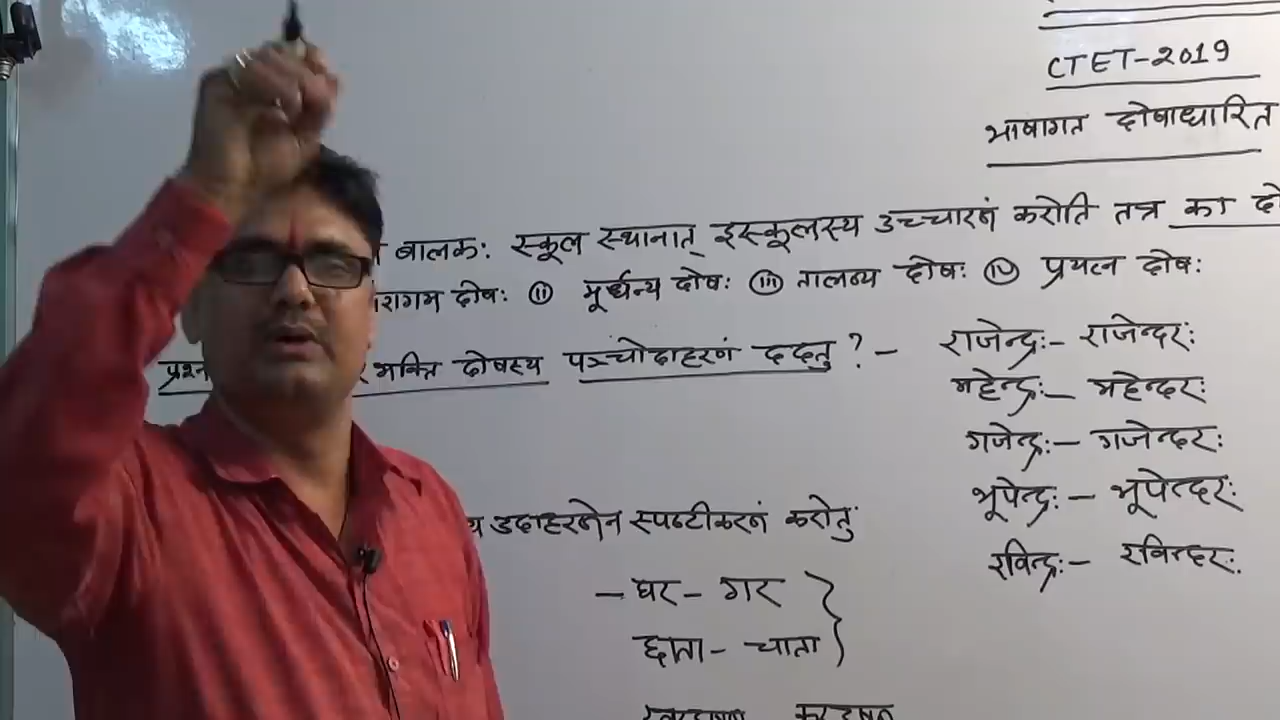 CTET-2019
भाषागत दोषाधारित
बालकः स्कूल स्थानात् इस्कूलस्य उच्चारणं करोति तत्र का
रागम दोषः (ii) मूर्धन्य दोषः (iii) तालव्य दोषः (iv) प्रयत्न दोषः
भक्ति दोषस्य पञ्चोदाहरणं ददतु ? – राजेन्द्रः – राजेन्दरः
महेन्द्रः – महेन्दरः
गजेन्द्रः – गजेन्दरः
भूपेन्द्रः – भूपेन्दरः
रविन्द्रः – रविन्दरः
उदाहरणेन स्पष्टीकरणं करोतु
– घर – गर
छाता – चाता